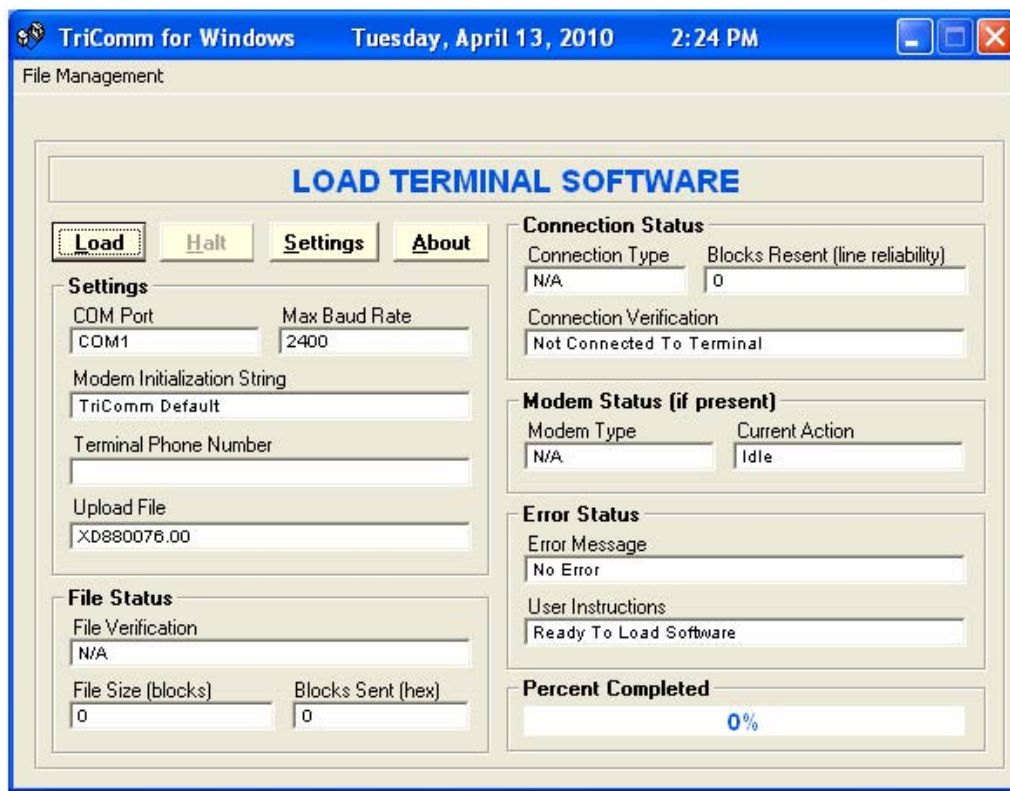 TriComm for Windows Tuesday, April 13, 2010 2:24 PM
File Management
LOAD TERMINAL SOFTWARE
Load Halt Settings About
Settings
COM Port Max Baud Rate
COM1 2400
Modem Initialization String
TriComm Default
Terminal Phone Number
Upload File
XD880076.00
File Status
File Verification
N/A
File Size (blocks) Blocks Sent (hex)
0 0
Connection Status
Connection Type Blocks Resent (line reliability)
N/A 0
Connection Verification
Not Connected To Terminal
Modem Status (if present)
Modem Type Current Action
N/A Idle
Error Status
Error Message
No Error
User Instructions
Ready To Load Software
Percent Completed
0%